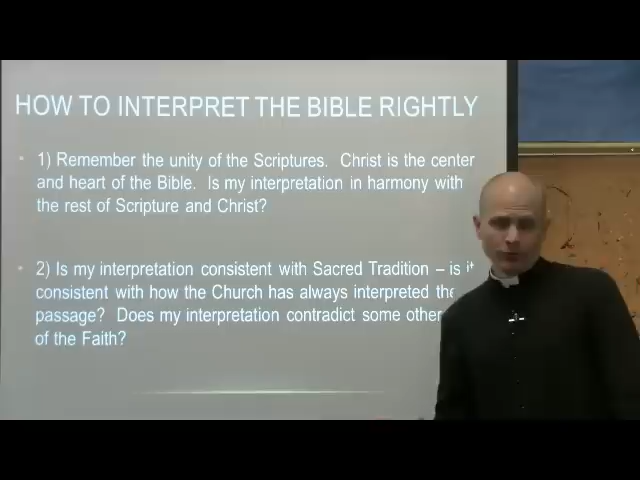 HOW TO INTERPRET THE BIBLE RIGHTLY
• 1) Remember the unity of the Scriptures. Christ is the center
and heart of the Bible. Is my interpretation in harmony with
the rest of Scripture and Christ?
• 2) Is my interpretation consistent with Sacred Tradition – is it
consistent with how the Church has always interpreted the
passage? Does my interpretation contradict some other
of the Faith?